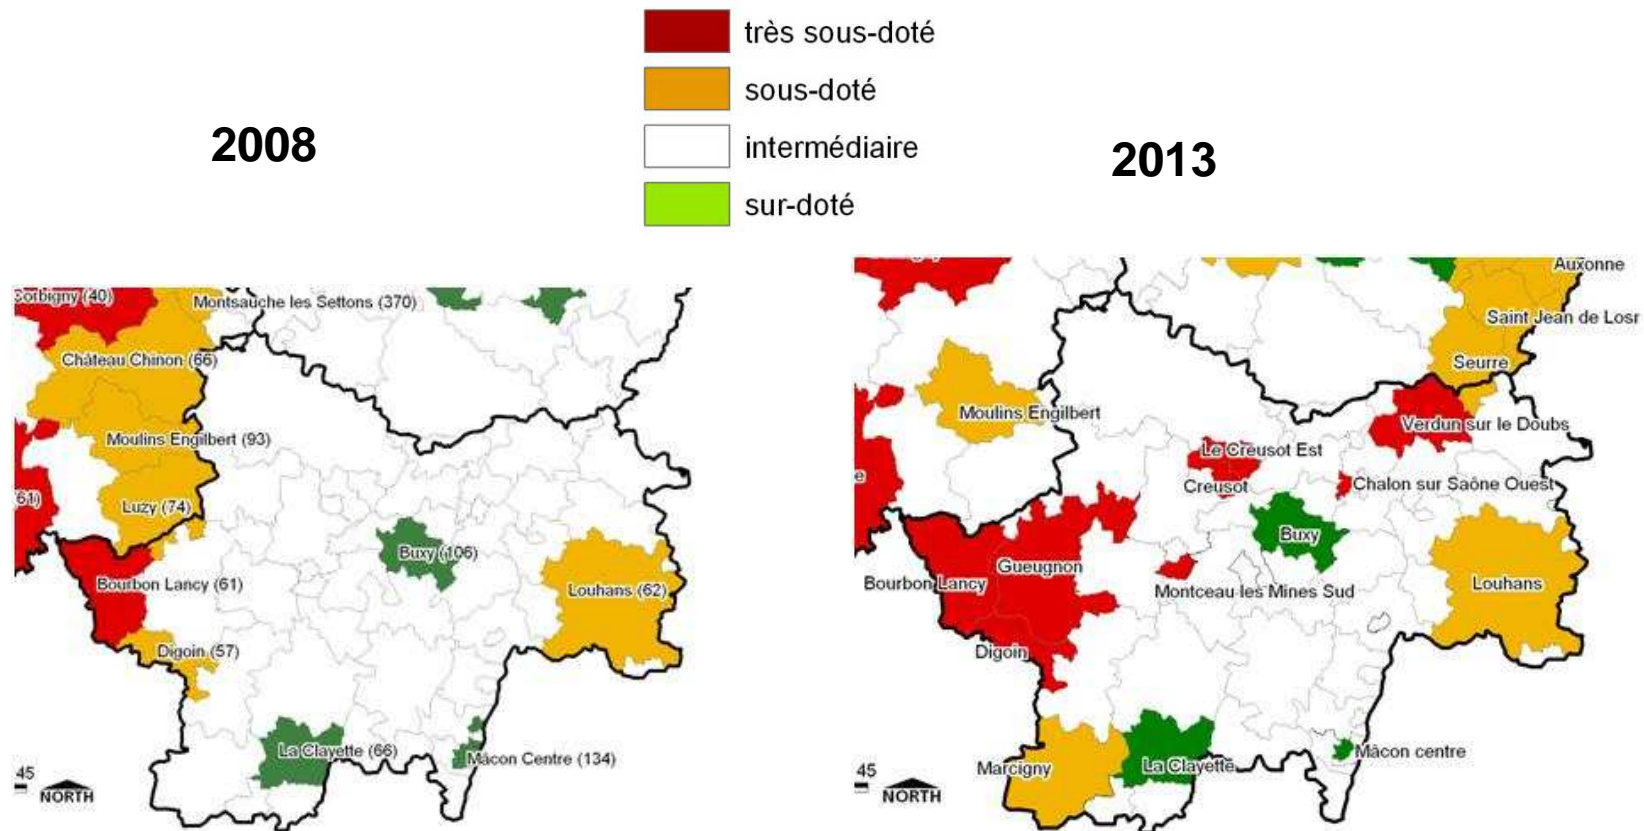 très sous-doté
sous-doté
intermédiaire
sur-doté
2008
2013
Corbigny (40)
Montsauche les Settons (370)
Château Chinon (66)
Moulins Engilbert (93)
61)
Luzy (74)
Buxy (106)
Bourbon Lancy (61)
Louhans (62)
Digoin (57)
La Clayette (66)
Mâcon Centre (134)
45
NORTH
Auxonne
Saint Jean de Losr
Seurre
Moulins Engilbert
Verdun sur le Doubs
Le Creusot Est
e
Creusot
Chalon sur Saône Ouest
Buxy
Gueugnon
Bourbon Lancy
Louhans
Montceau les Mines Sud
Digoin
Mâcon centre
Marcigny
La Clayette
45
NORTH